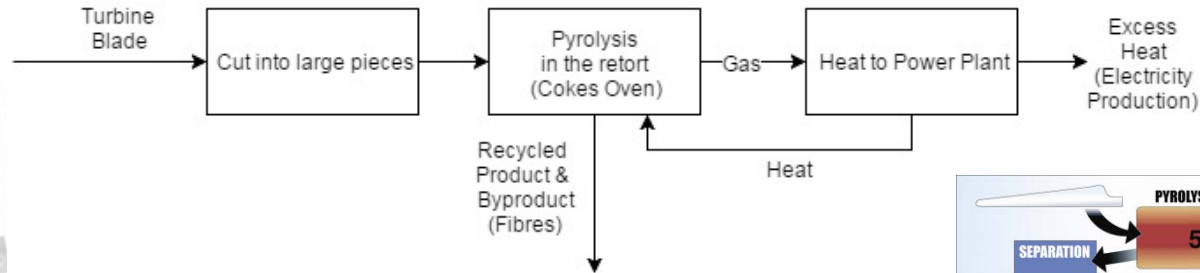 Turbine
Blade
Cut into large pieces
Pyrolysis
in the retort
(Cokes Oven)
Gas
Heat to Power Plant
Excess
Heat
(Electricity
Production)
Recycled
Product &
Byproduct
(Fibres)
Heat
SEPARATION